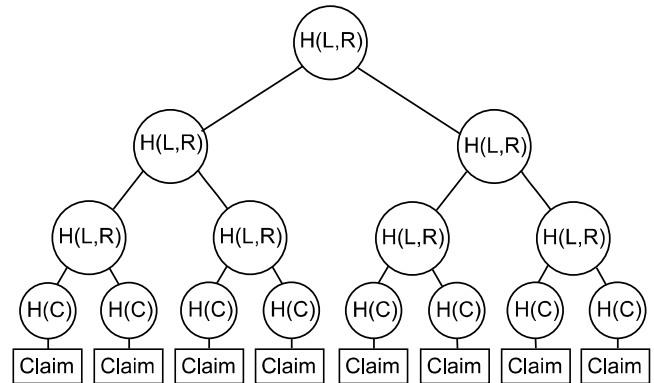 H(L,R)
H(L,R) H(L,R)
H(L,R) H(L,R) H(L,R) H(L,R)
H(C) H(C) H(C) H(C) H(C) H(C) H(C) H(C)
Claim Claim Claim Claim Claim Claim Claim Claim